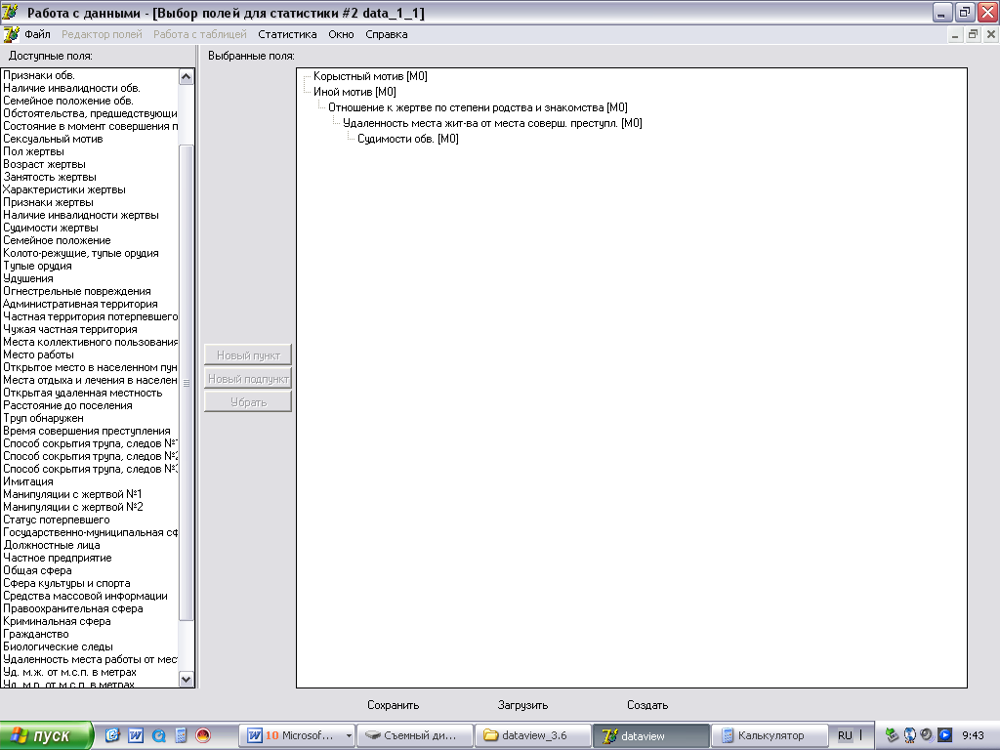 Работа с данными - [Выбор полей для статистики #2 data_1_1]
Файл Редактор полей Работа с таблицей Статистика Окно Справка
Доступные поля:
Признаки обв.
Наличие инвалидности обв.
Семейное положение обв.
Обстоятельства, предшедствующи
Состояние в момент совершения п
Сексуальный мотив
Пол жертвы
Возраст жертвы
Занятость жертвы
Характеристики жертвы
Признаки жертвы
Наличие инвалидности жертвы
Судимости жертвы
Семейное положение
Колото-режущие, тупые орудия
Тупые орудия
Удушения
Огнестрельные повреждения
Административная территория
Частная территория потерпевшего
Чужая частная территория
Места коллективного пользования
Место работы
Открытое место в населенном пун
Места отдыха и лечения в населен
Открытая удаленная местность
Расстояние до поселения
Труп обнаружен
Время совершения преступления
Способ сокрытия трупа, следов №1
Способ сокрытия трупа, следов №2
Способ сокрытия трупа, следов №3
Имитация
Манипуляции с жертвой №1
Манипуляции с жертвой №2
Статус потерпевшего
Государственно-муниципальная сф
Должностные лица
Частное предприятие
Общая сфера
Сфера культуры и спорта
Средства массовой информации
Правоохранительная сфера
Криминальная сфера
Гражданство
Биологические следы
Удаленность места работы от мес
Уд. м.ж. от м.с.п. в метрах
Уд. м.р. от м.с.п. в метрах
Новый пункт
Новый подпункт
Убрать
Выбранные поля:
Корыстный мотив [M0]
Иной мотив [M0]
Отношение к жертве по степени родства и знакомства [M0]
Удаленность места жит-ва от места соверш. преступл. [M0]
Судимости обв. [M0]
Сохранить Загрузить Создать
пуск 10 Microsof... Съемный ди... dataview_3.6 dataview Калькулятор RU 9:43